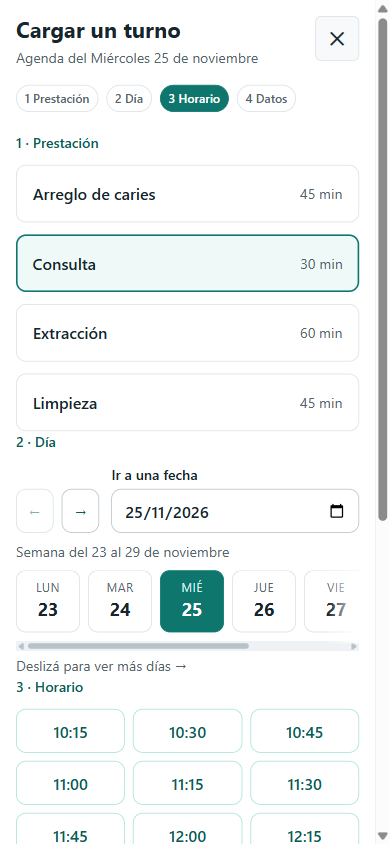 Cargar un turno
Agenda del Miércoles 25 de noviembre
1 Prestación 2 Día 3 Horario 4 Datos
1 · Prestación
Arreglo de caries 45 min
Consulta 30 min
Extracción 60 min
Limpieza 45 min
2 · Día
Ir a una fecha
← → 25/11/2026
Semana del 23 al 29 de noviembre
LUN MAR MIÉ JUE VIE
23 24 25 26 27
Deslizá para ver más días →
3 · Horario
10:15 10:30 10:45
11:00 11:15 11:30
11:45 12:00 12:15